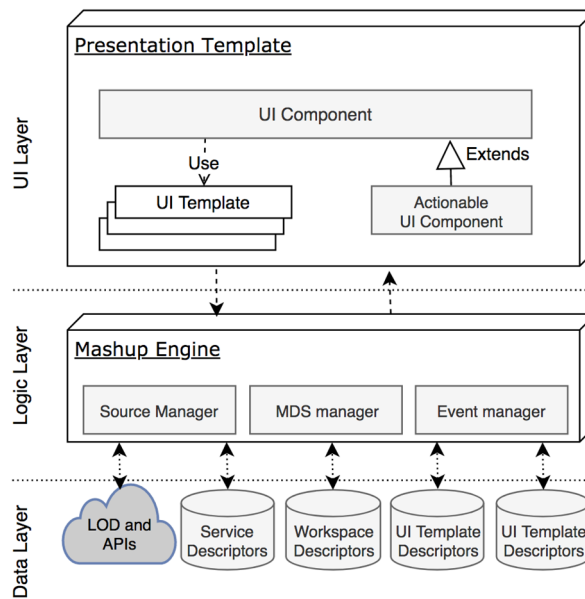 Presentation Template
UI Layer
UI Component
Use
Extends
UI Template
Actionable
UI Component
Logic Layer
Mashup Engine
Source Manager
MDS manager
Event manager
Data Layer
LOD and
APIs
Service
Descriptors
Workspace
Descriptors
UI Template
Descriptors
UI Template
Descriptors